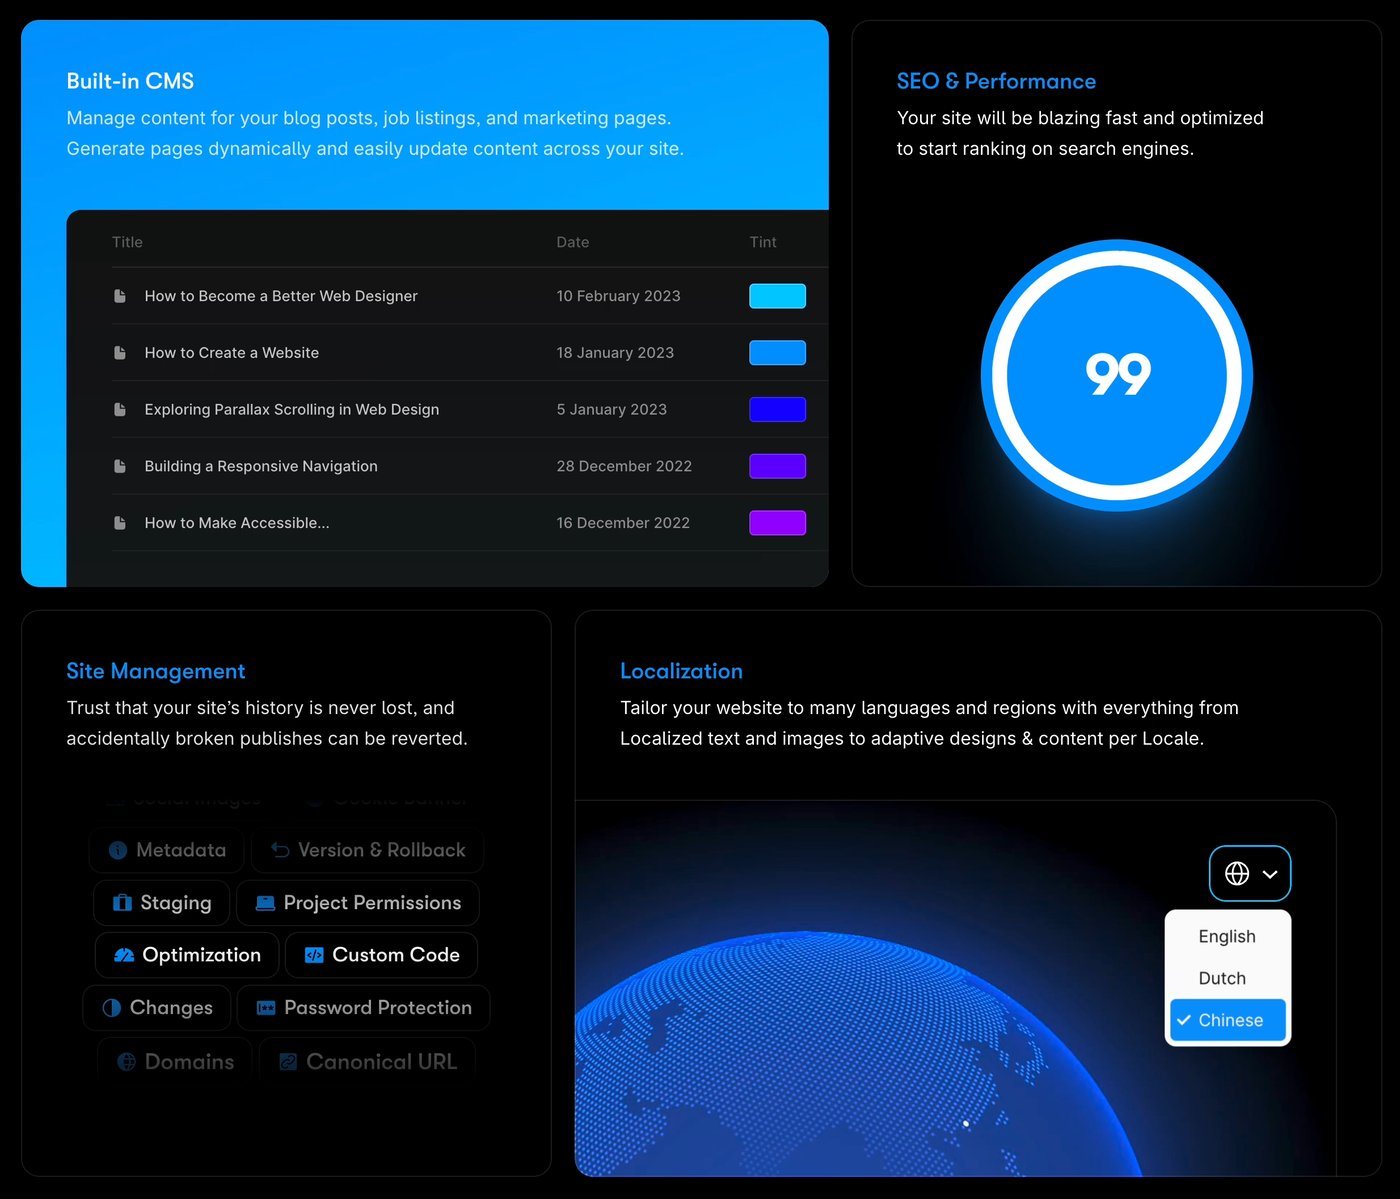 Built-in CMS
Manage content for your blog posts, job listings, and marketing pages.
Generate pages dynamically and easily update content across your site.
Title Date Tint
How to Become a Better Web Designer 10 February 2023
How to Create a Website 18 January 2023
Exploring Parallax Scrolling in Web Design 5 January 2023
Building a Responsive Navigation 28 December 2022
How to Make Accessible... 16 December 2022
SEO & Performance
Your site will be blazing fast and optimized
to start ranking on search engines.
99
Site Management
Trust that your site’s history is never lost, and
accidentally broken publishes can be reverted.
Social Images Cookie Banner
Metadata Version & Rollback
Staging Project Permissions
Optimization Custom Code
Changes Password Protection
Domains Canonical URL
Localization
Tailor your website to many languages and regions with everything from
Localized text and images to adaptive designs & content per Locale.
English
Dutch
Chinese